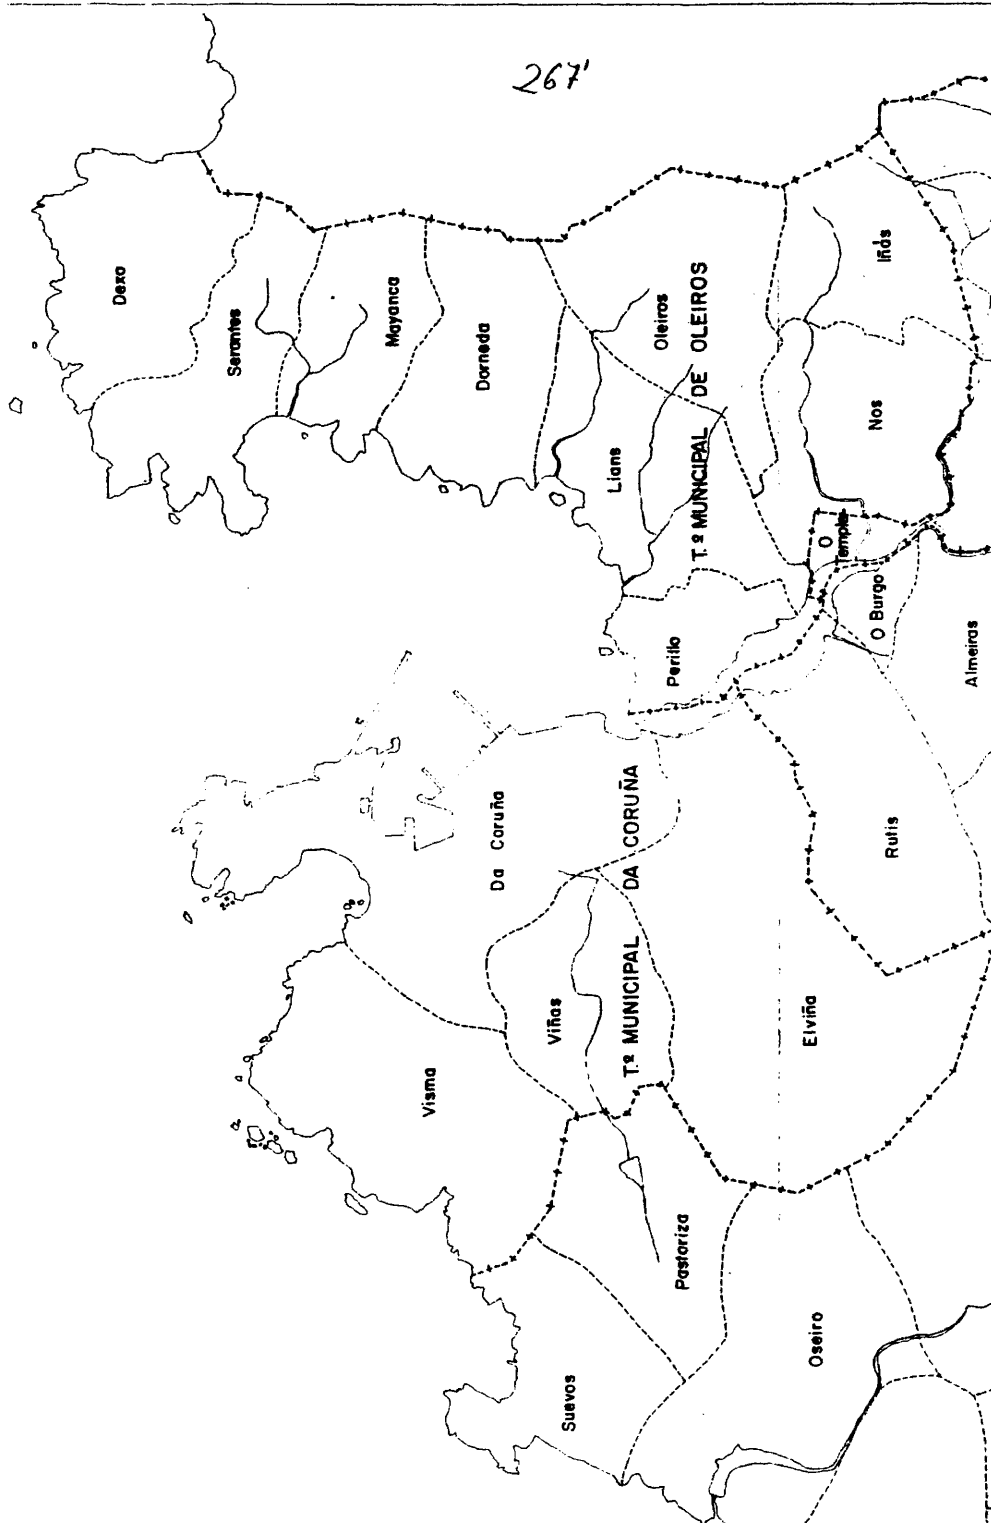 267'
Dexo
Serantes
Mayanca
Dorneda
Lians
Oleiros
T.º MUNICIPAL DE OLEIROS
Iñás
Nos
O Temple
O Burgo
Perillo
Almeiras
Da Coruña
T.º MUNICIPAL DA CORUÑA
Rutis
Viñas
Elviña
Visma
Pastoriza
Oseiro
Suevos